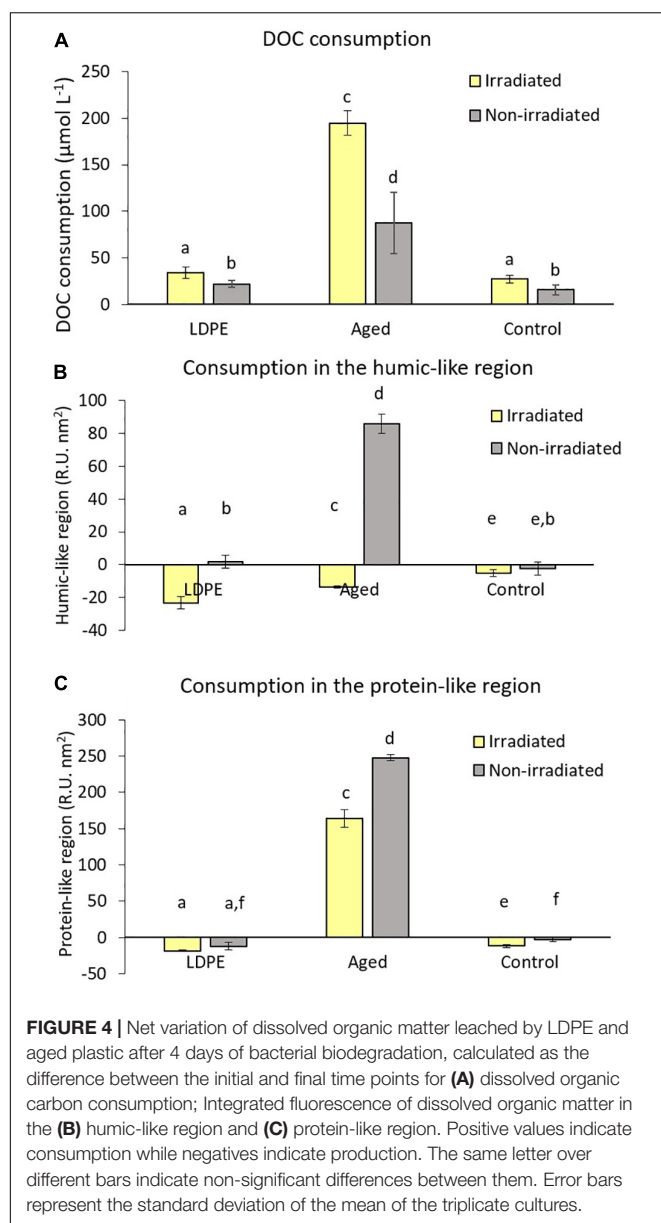 A
DOC consumption
DOC consumption (µmol L⁻¹)
250
200
150
100
50
0
Irradiated
Non-irradiated
a
b
c
d
a
b
LDPE
Aged
Control
B
Consumption in the humic-like region
Humic-like region (R.U. nm²)
100
80
60
40
20
0
-20
-40
Irradiated
Non-irradiated
a
b
c
d
e
e,b
LDPE
Aged
Control
C
Consumption in the protein-like region
Protein-like region (R.U. nm²)
300
250
200
150
100
50
0
-50
Irradiated
Non-irradiated
a
a,f
c
d
e
f
LDPE
Aged
Control
FIGURE 4 | Net variation of dissolved organic matter leached by LDPE and
aged plastic after 4 days of bacterial biodegradation, calculated as the
difference between the initial and final time points for (A) dissolved organic
carbon consumption; Integrated fluorescence of dissolved organic matter in
the (B) humic-like region and (C) protein-like region. Positive values indicate
consumption while negatives indicate production. The same letter over
different bars indicate non-significant differences between them. Error bars
represent the standard deviation of the mean of the triplicate cultures.